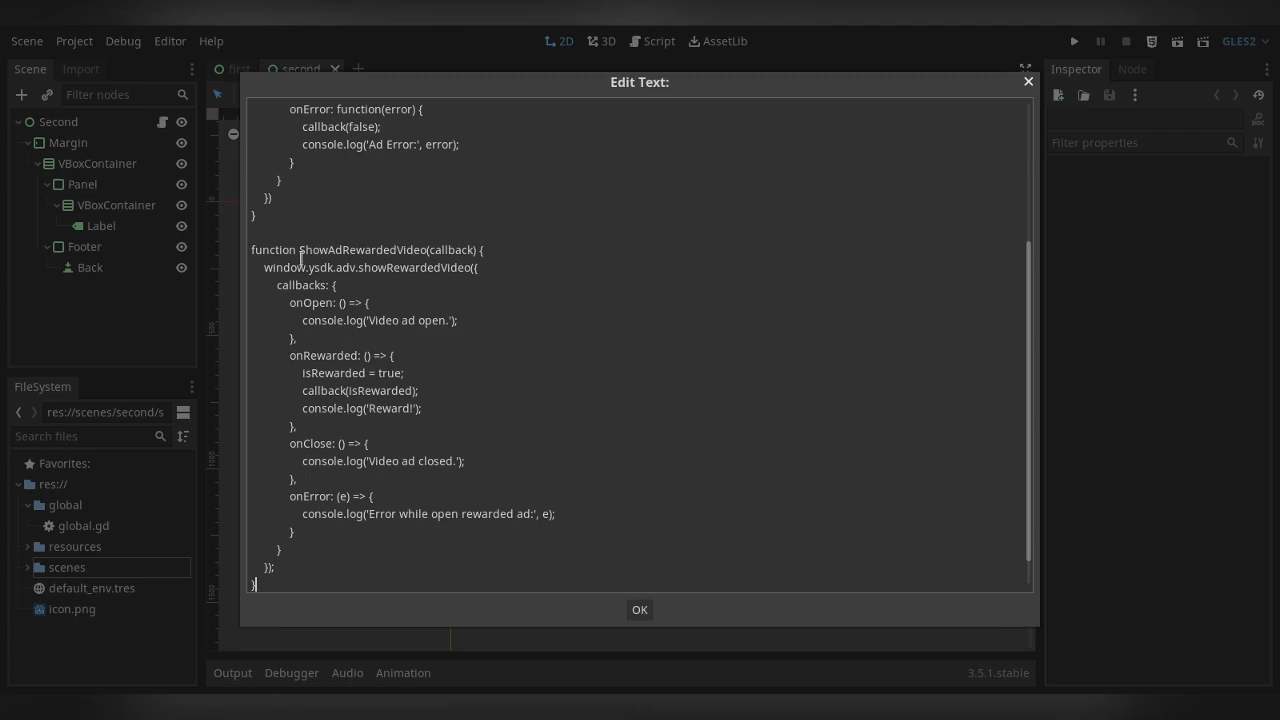 Scene Project Debug Editor Help
2D 3D Script AssetLib
GLES2
Scene Import
first second
Inspector Node
Filter nodes
Edit Text:
Second
Margin
VBoxContainer
Panel
VBoxContainer
Label
Footer
Back
onError: function(error) {
callback(false);
console.log('Ad Error:', error);
}
}
})
}
function ShowAdRewardedVideo(callback) {
window.ysdk.adv.showRewardedVideo({
callbacks: {
onOpen: () => {
console.log('Video ad open.');
},
onRewarded: () => {
isRewarded = true;
callback(isRewarded);
console.log('Reward!');
},
onClose: () => {
console.log('Video ad closed.');
},
onError: (e) => {
console.log('Error while open rewarded ad:', e);
}
}
});
}
OK
Filter properties
FileSystem
res://scenes/second/s
Search files
Favorites:
res://
global
global.gd
resources
scenes
default_env.tres
icon.png
0
500
1000
1500
Output Debugger Audio Animation
3.5.1.stable